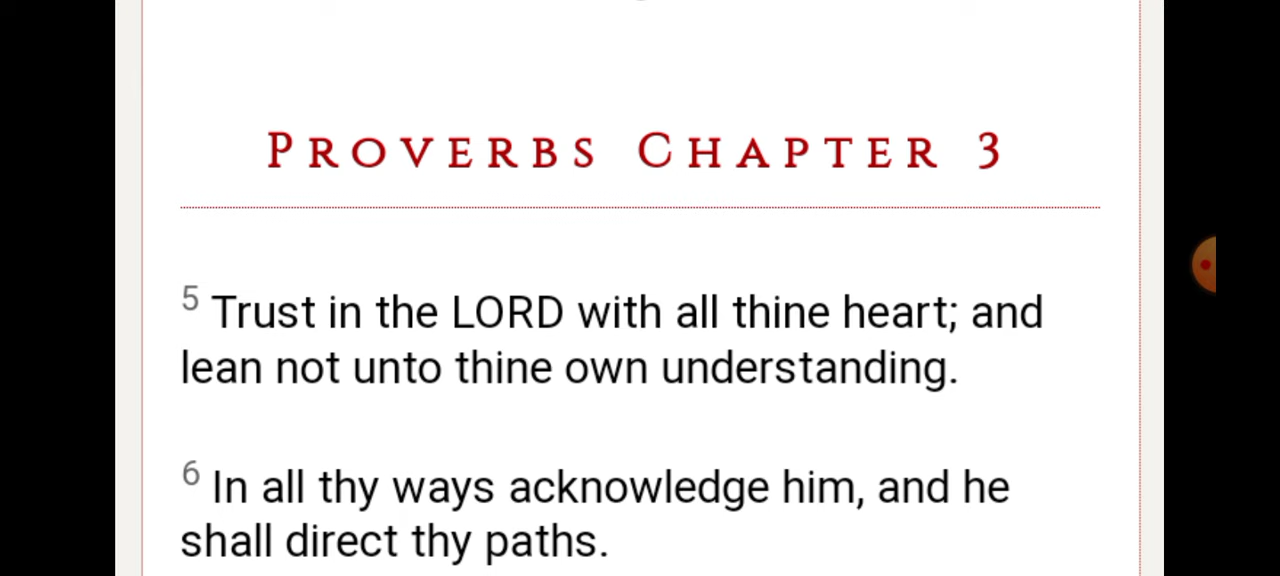 PROVERBS CHAPTER 3
5 Trust in the LORD with all thine heart; and
lean not unto thine own understanding.
6 In all thy ways acknowledge him, and he
shall direct thy paths.